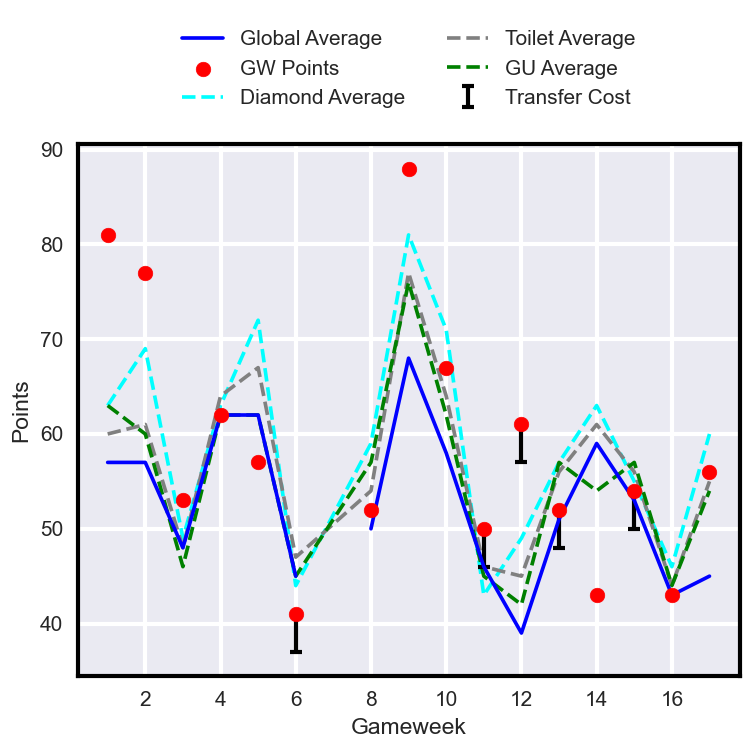 Global Average
GW Points
Diamond Average
Toilet Average
GU Average
Transfer Cost
90
80
70
60
50
40
Points
2 4 6 8 10 12 14 16
Gameweek